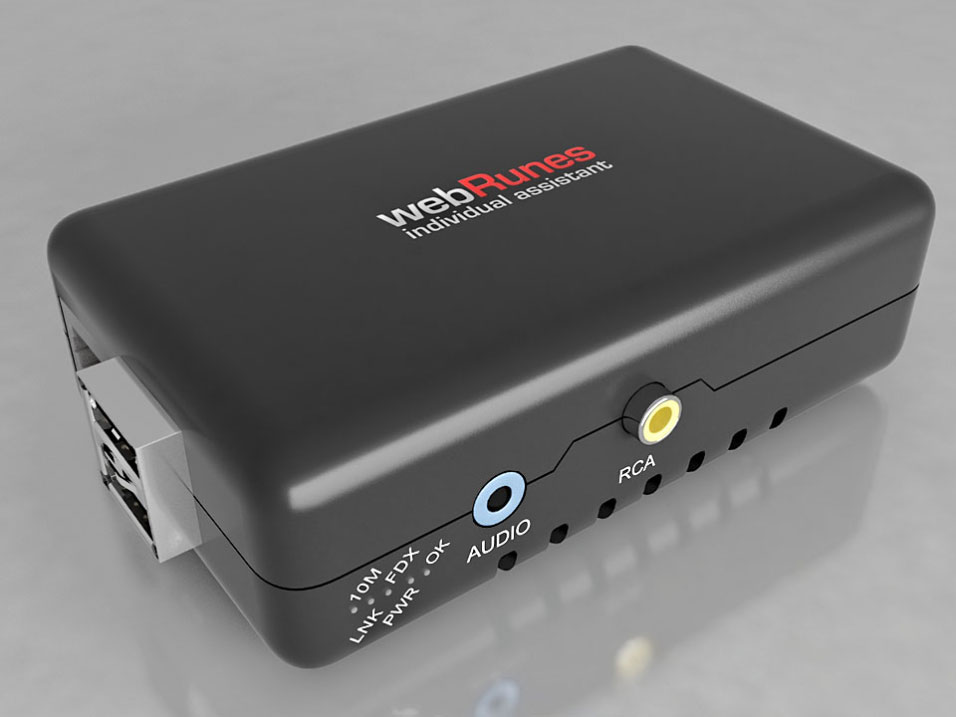 webRunes
individual assistant
RCA
AUDIO
10M FDX OK
LNK PWR